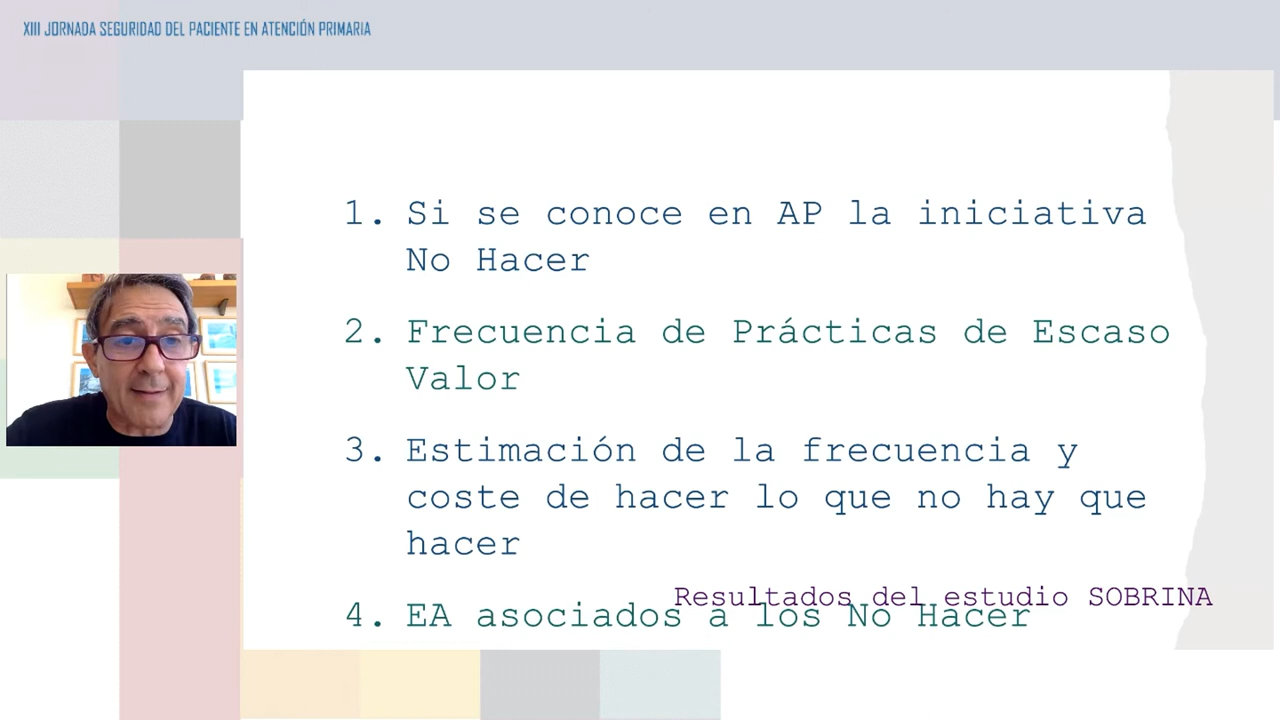 XIII JORNADA SEGURIDAD DEL PACIENTE EN ATENCIÓN PRIMARIA
1. Si se conoce en AP la iniciativa
No Hacer
2. Frecuencia de Prácticas de Escaso
Valor
3. Estimación de la frecuencia y
coste de hacer lo que no hay que
hacer
Resultados del estudio SOBRINA
4. EA asociados a los No Hacer